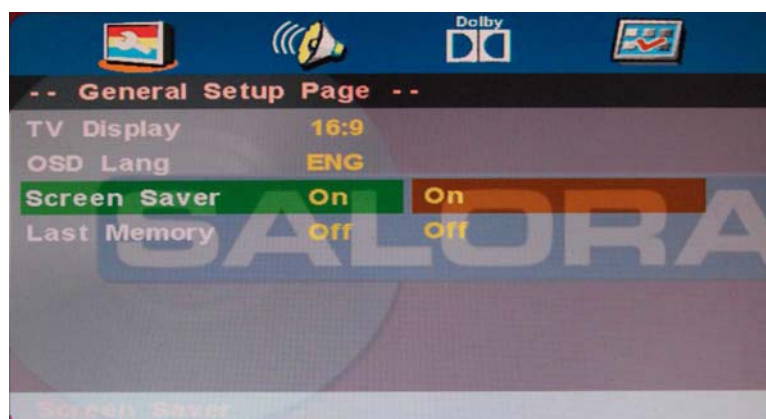 Dolby
-- General Setup Page --
TV Display 16:9
OSD Lang ENG
Screen Saver On On
Last Memory Off Off
SALORA
Screen Saver